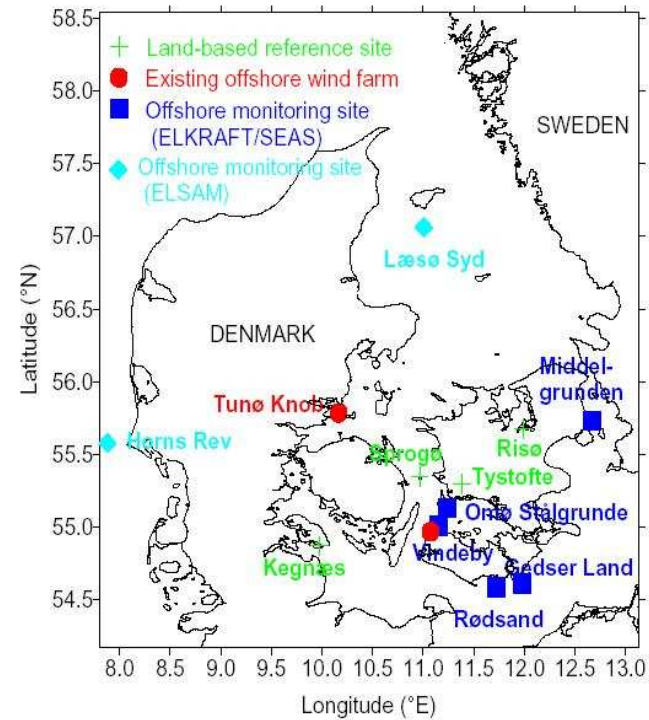 58.5
58.0
57.5
57.0
56.5
56.0
55.5
55.0
54.5
Latitude (°N)
Land-based reference site
Existing offshore wind farm
Offshore monitoring site
(ELKRAFT/SEAS)
Offshore monitoring site
(ELSAM)
SWEDEN
Læsø Syd
DENMARK
Middel-
grunden
Tunø Knob
Horns Rev
Sprogø
Risø
Tystofte
Omø Stålgrunde
Vindeby
Kegnæs
Gedser Land
Rødsand
8.0 8.5 9.0 9.5 10.0 10.5 11.0 11.5 12.0 12.5 13.0
Longitude (°E)